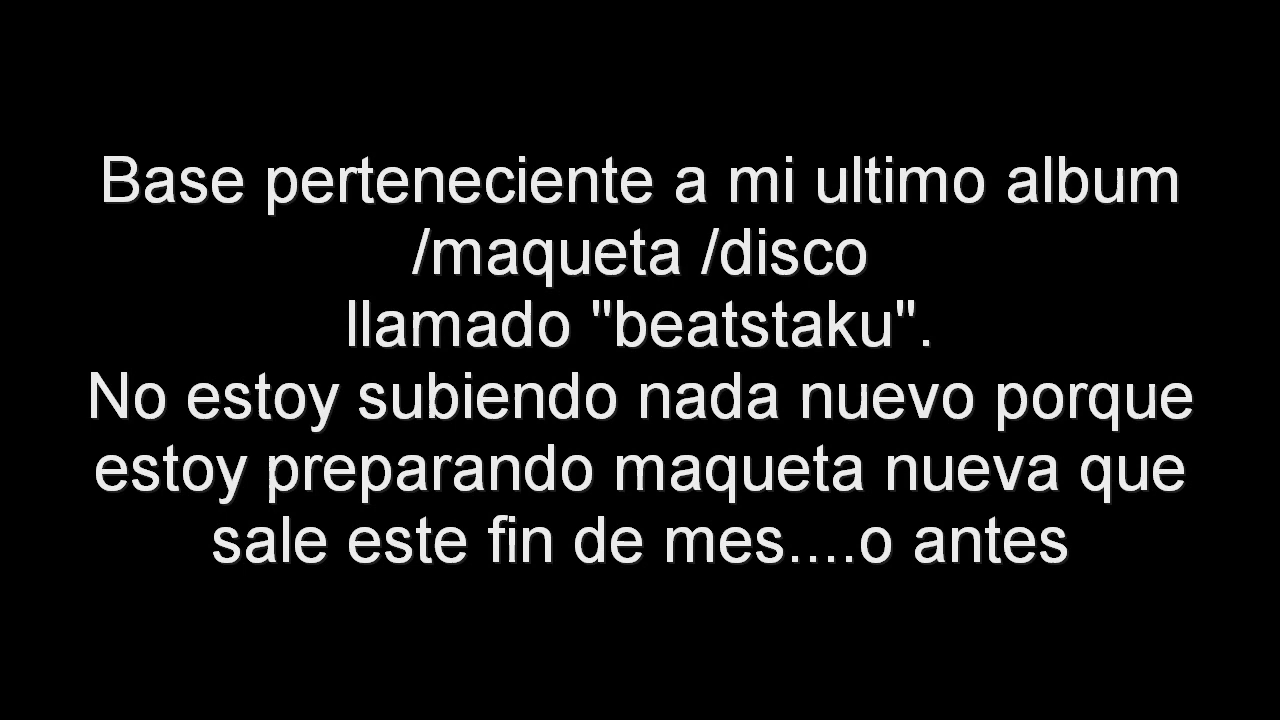 Base perteneciente a mi ultimo album
/maqueta /disco
llamado "beatstaku".
No estoy subiendo nada nuevo porque
estoy preparando maqueta nueva que
sale este fin de mes....o antes